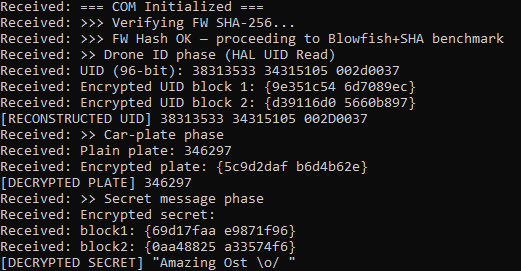 Received: === COM Initialized ===
Received: >>> Verifying FW SHA-256...
Received: >>> FW Hash OK – proceeding to Blowfish+SHA benchmark
Received: >> Drone ID phase (HAL UID Read)
Received: UID (96-bit): 38313533 34315105 002d0037
Received: Encrypted UID block 1: {9e351c54 6d7089ec}
Received: Encrypted UID block 2: {d39116d0 5660b897}
[RECONSTRUCTED UID] 38313533 34315105 002D0037
Received: >> Car-plate phase
Received: Plain plate: 346297
Received: Encrypted plate: {5c9d2daf b6d4b62e}
[DECRYPTED PLATE] 346297
Received: >> Secret message phase
Received: Encrypted secret:
Received: block1: {69d17faa e9871f96}
Received: block2: {0aa48825 a33574f6}
[DECRYPTED SECRET] "Amazing Ost \o/ "